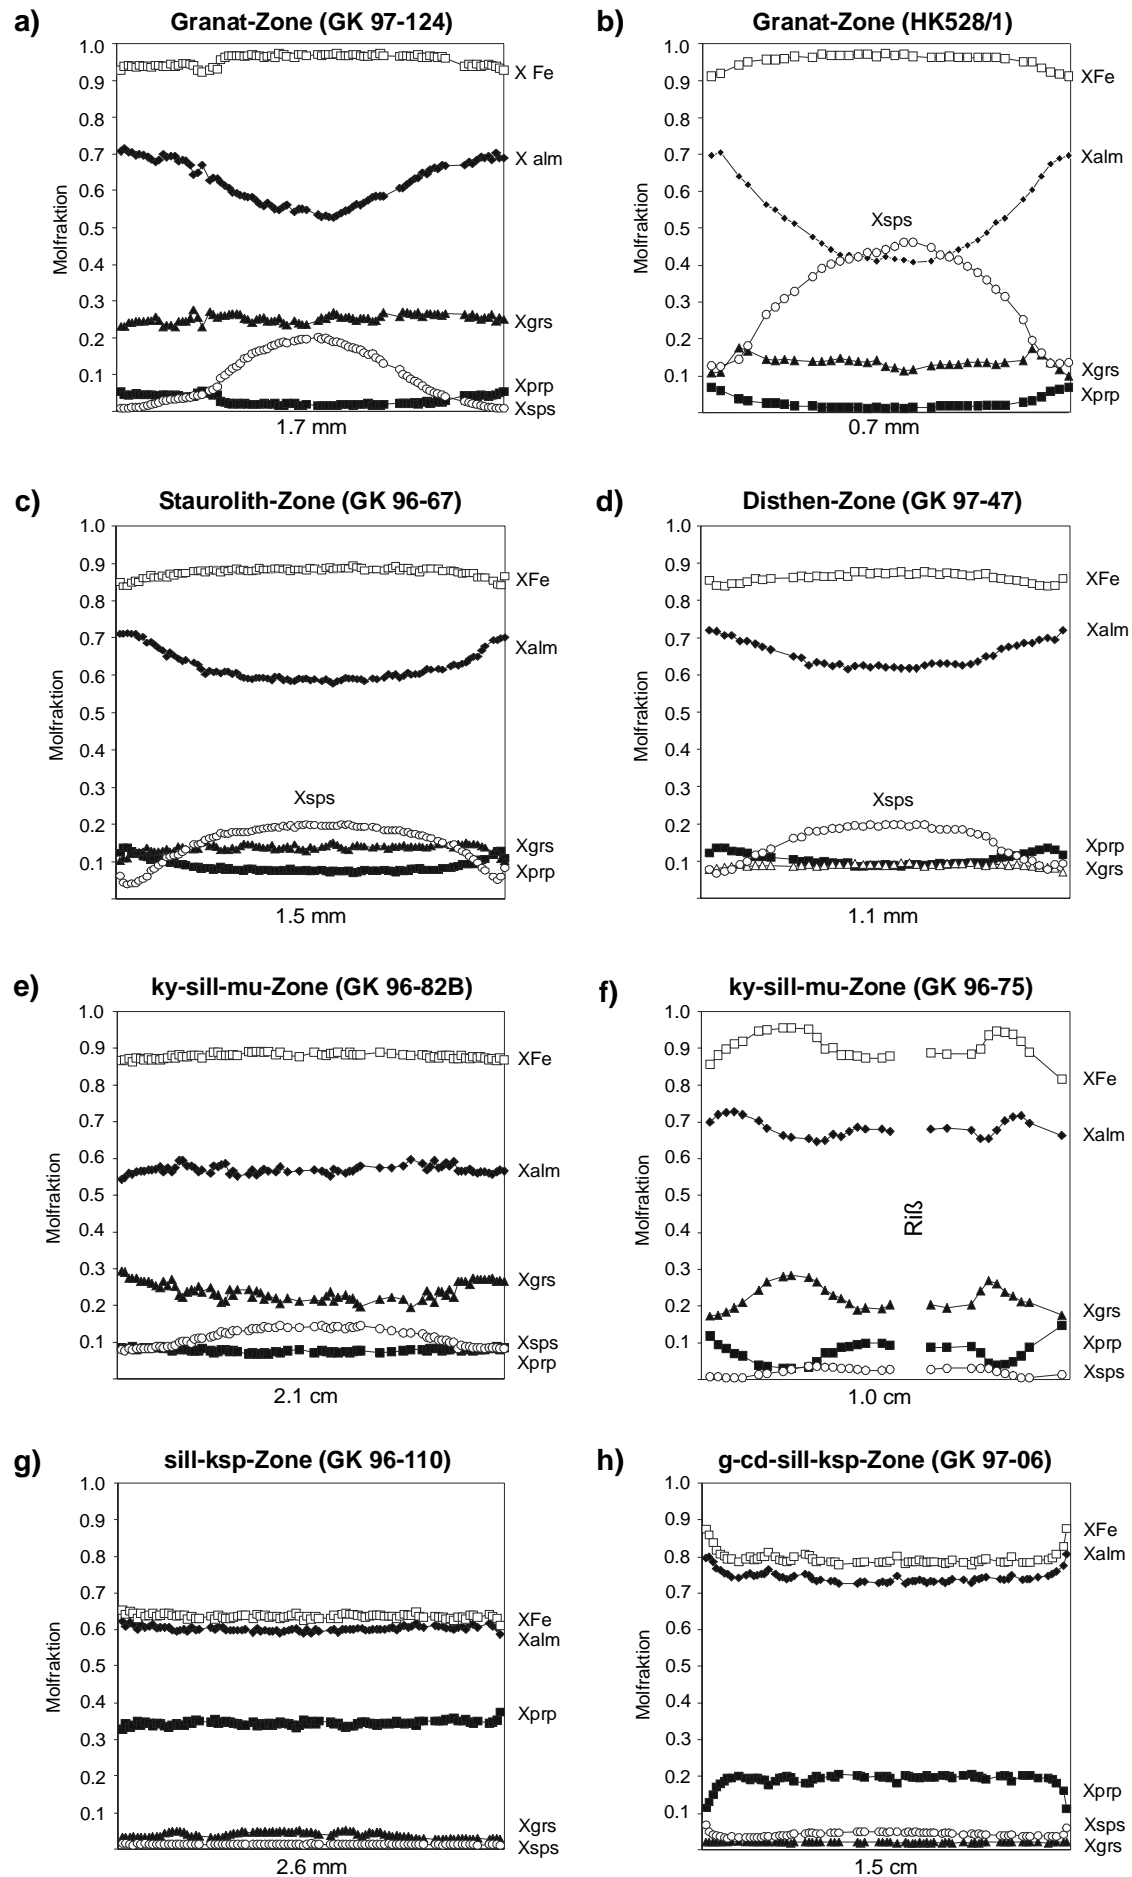 a) Granat-Zone (GK 97-124)
1.0
0.9
0.8
0.7
0.6
0.5
0.4
0.3
0.2
0.1
Molfraktion
X Fe
X alm
Xgrs
Xprp
Xsps
1.7 mm
b) Granat-Zone (HK528/1)
1.0
0.9
0.8
0.7
0.6
0.5
0.4
0.3
0.2
0.1
Molfraktion
XFe
Xalm
Xsps
Xgrs
Xprp
0.7 mm
c) Staurolith-Zone (GK 96-67)
1.0
0.9
0.8
0.7
0.6
0.5
0.4
0.3
0.2
0.1
Molfraktion
XFe
Xalm
Xsps
Xgrs
Xprp
1.5 mm
d) Disthen-Zone (GK 97-47)
1.0
0.9
0.8
0.7
0.6
0.5
0.4
0.3
0.2
0.1
Molfraktion
XFe
Xalm
Xsps
Xprp
Xgrs
1.1 mm
e) ky-sill-mu-Zone (GK 96-82B)
1.0
0.9
0.8
0.7
0.6
0.5
0.4
0.3
0.2
0.1
Molfraktion
XFe
Xalm
Xgrs
Xsps
Xprp
2.1 cm
f) ky-sill-mu-Zone (GK 96-75)
1.0
0.9
0.8
0.7
0.6
0.5
0.4
0.3
0.2
0.1
Molfraktion
XFe
Xalm
Riß
Xgrs
Xprp
Xsps
1.0 cm
g) sill-ksp-Zone (GK 96-110)
1.0
0.9
0.8
0.7
0.6
0.5
0.4
0.3
0.2
0.1
Molfraktion
XFe
Xalm
Xprp
Xgrs
Xsps
2.6 mm
h) g-cd-sill-ksp-Zone (GK 97-06)
1.0
0.9
0.8
0.7
0.6
0.5
0.4
0.3
0.2
0.1
Molfraktion
XFe
Xalm
Xprp
Xsps
Xgrs
1.5 cm